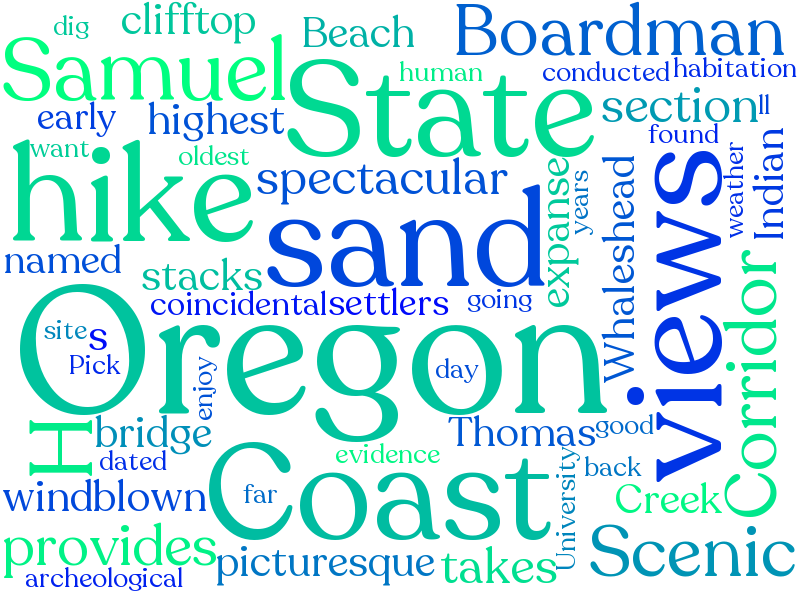 dig
clifftop
Beach
Boardman
Samuel
State
human
conducted
habitation
early
highest
section
ll
want
oldest
found
hike
spectacular
expanse
years
Whaleshead
views
weather
Indian
named
stacks
sand
coincidental
settlers
going
Oregon
site
s
Pick
day
enjoy
Corridor
H
bridge
dated
Thomas
good
evidence
back
University
Coast
far
windblown
Creek
provides
picturesque
takes
Scenic
archeological